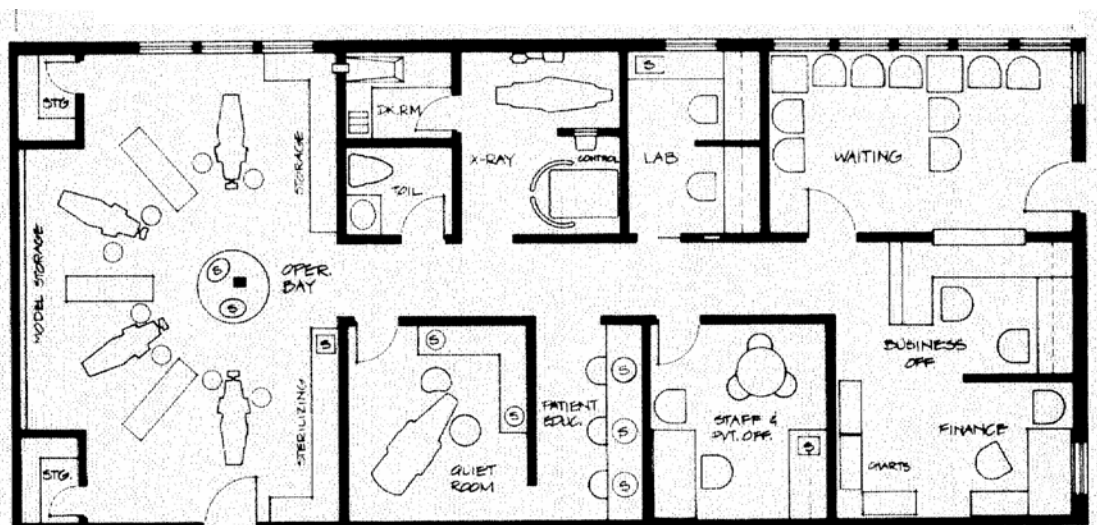 STG.
DK.RM.
X-RAY
CONTROL
LAB
WAITING
STORAGE
TOIL
S
MODEL STORAGE
S
S
OPER.
BAY
S
STERILIZING
STG.
S
S
QUIET
ROOM
PATIENT
EDUC.
S
S
S
STAFF &
PVT. OFF.
S
BUSINESS
OFF
FINANCE
CHARTS